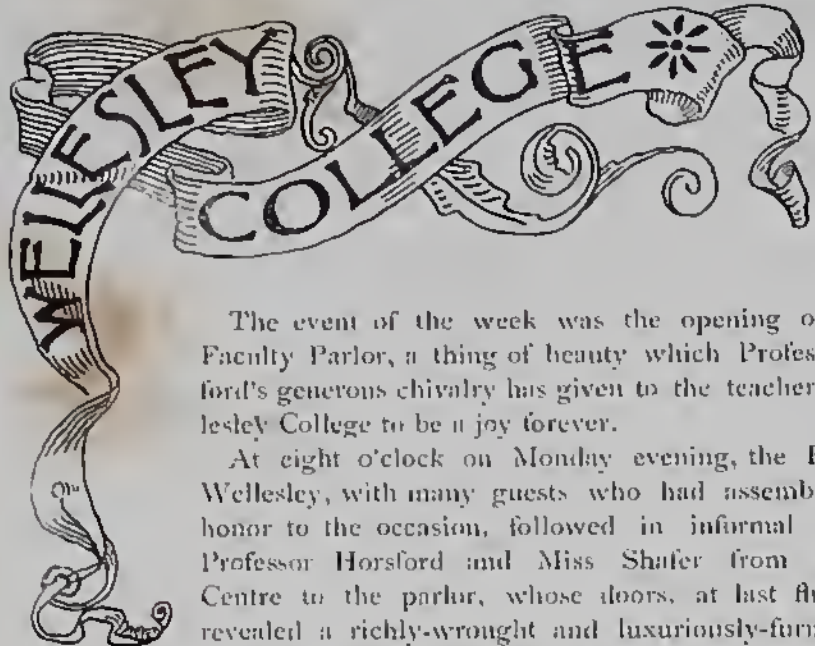 WELLESLEY
COLLEGE
The event of the week was the opening o
Faculty Parlor, a thing of beauty which Profes
ford's generous chivalry has given to the teacher
lesley College to be a joy forever.
At eight o'clock on Monday evening, the F
Wellesley, with many guests who had assemb
honor to the occasion, followed in informal
Professor Horsford and Miss Shafer from
Centre to the parlor, whose doors, at last fl
revealed a richly-wrought and luxuriously-furn